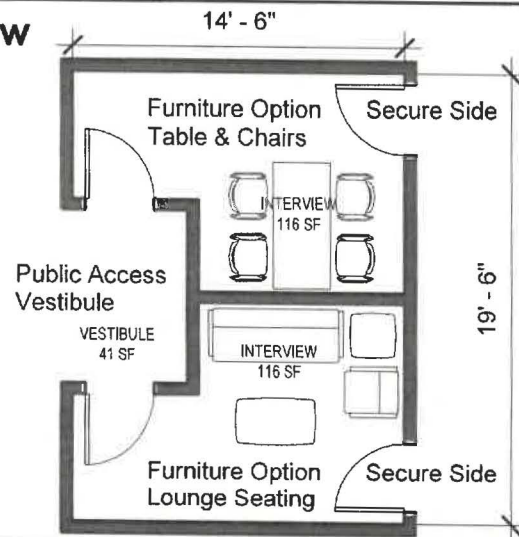 W
14' - 6"
Furniture Option
Table & Chairs
Secure Side
INTERVIEW
116 SF
Public Access
Vestibule
VESTIBULE
41 SF
19' - 6"
INTERVIEW
116 SF
Furniture Option
Lounge Seating
Secure Side